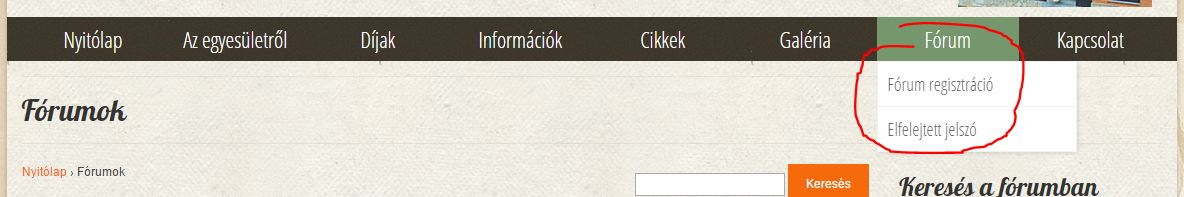 Nyitólap Az egyesületről Díjak Információk Cikkek Galéria Fórum Kapcsolat
Fórum regisztráció
Fórumok
Elfelejtett jelszó
Nyitólap › Fórumok
Keresés
Keresés a fórumban